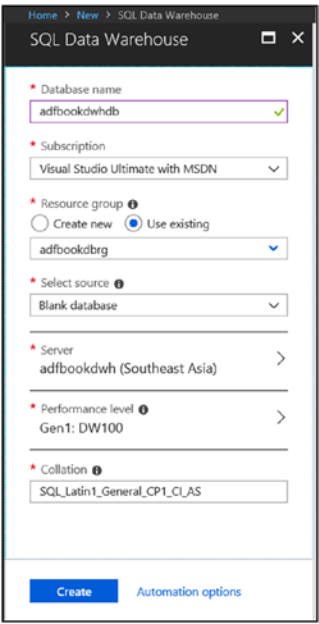 Home > New > SQL Data Warehouse
SQL Data Warehouse
* Database name
adfbookdwhdb
* Subscription
Visual Studio Ultimate with MSDN
* Resource group
Create new Use existing
adfbookdbrg
* Select source
Blank database
* Server
adfbookdwh (Southeast Asia)
* Performance level
Gen1: DW100
* Collation
SQL_Latin1_General_CP1_CI_AS
Create Automation options